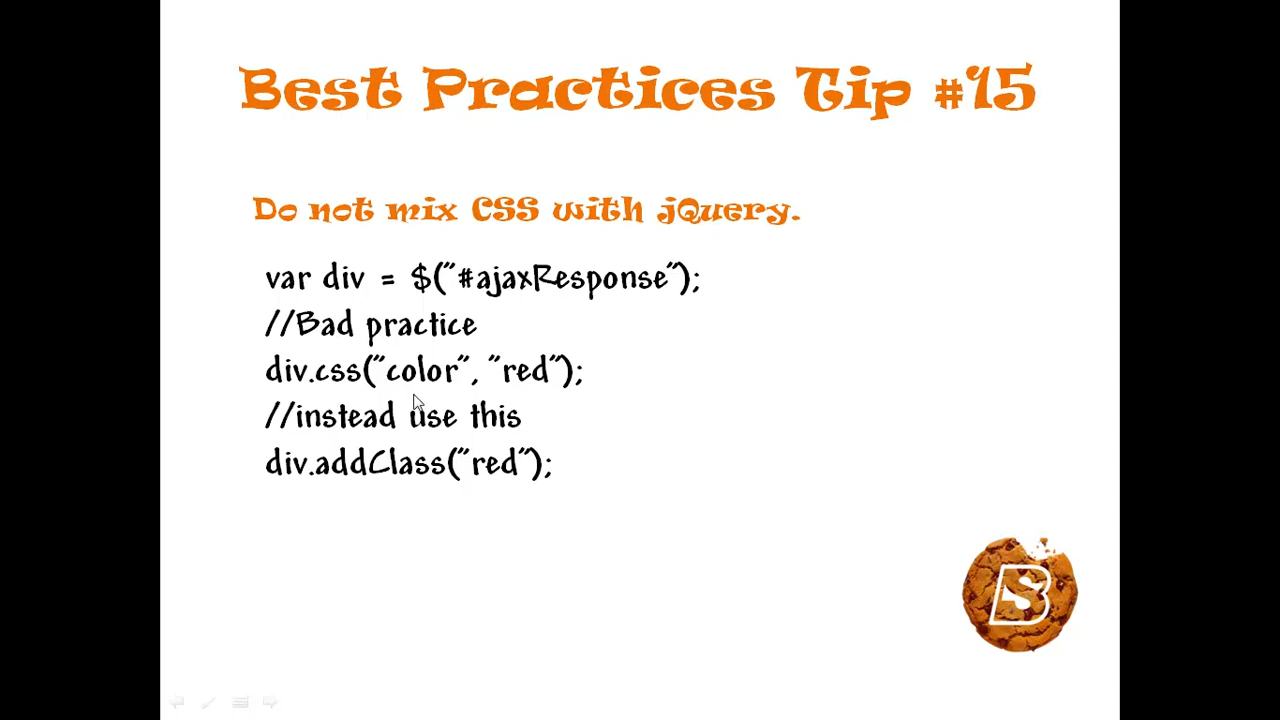 Best Practices Tip #15
Do not mix CSS with jQuery.
var div = $("#ajaxResponse");
//Bad practice
div.css("color", "red");
//instead use this
div.addClass("red");
BS